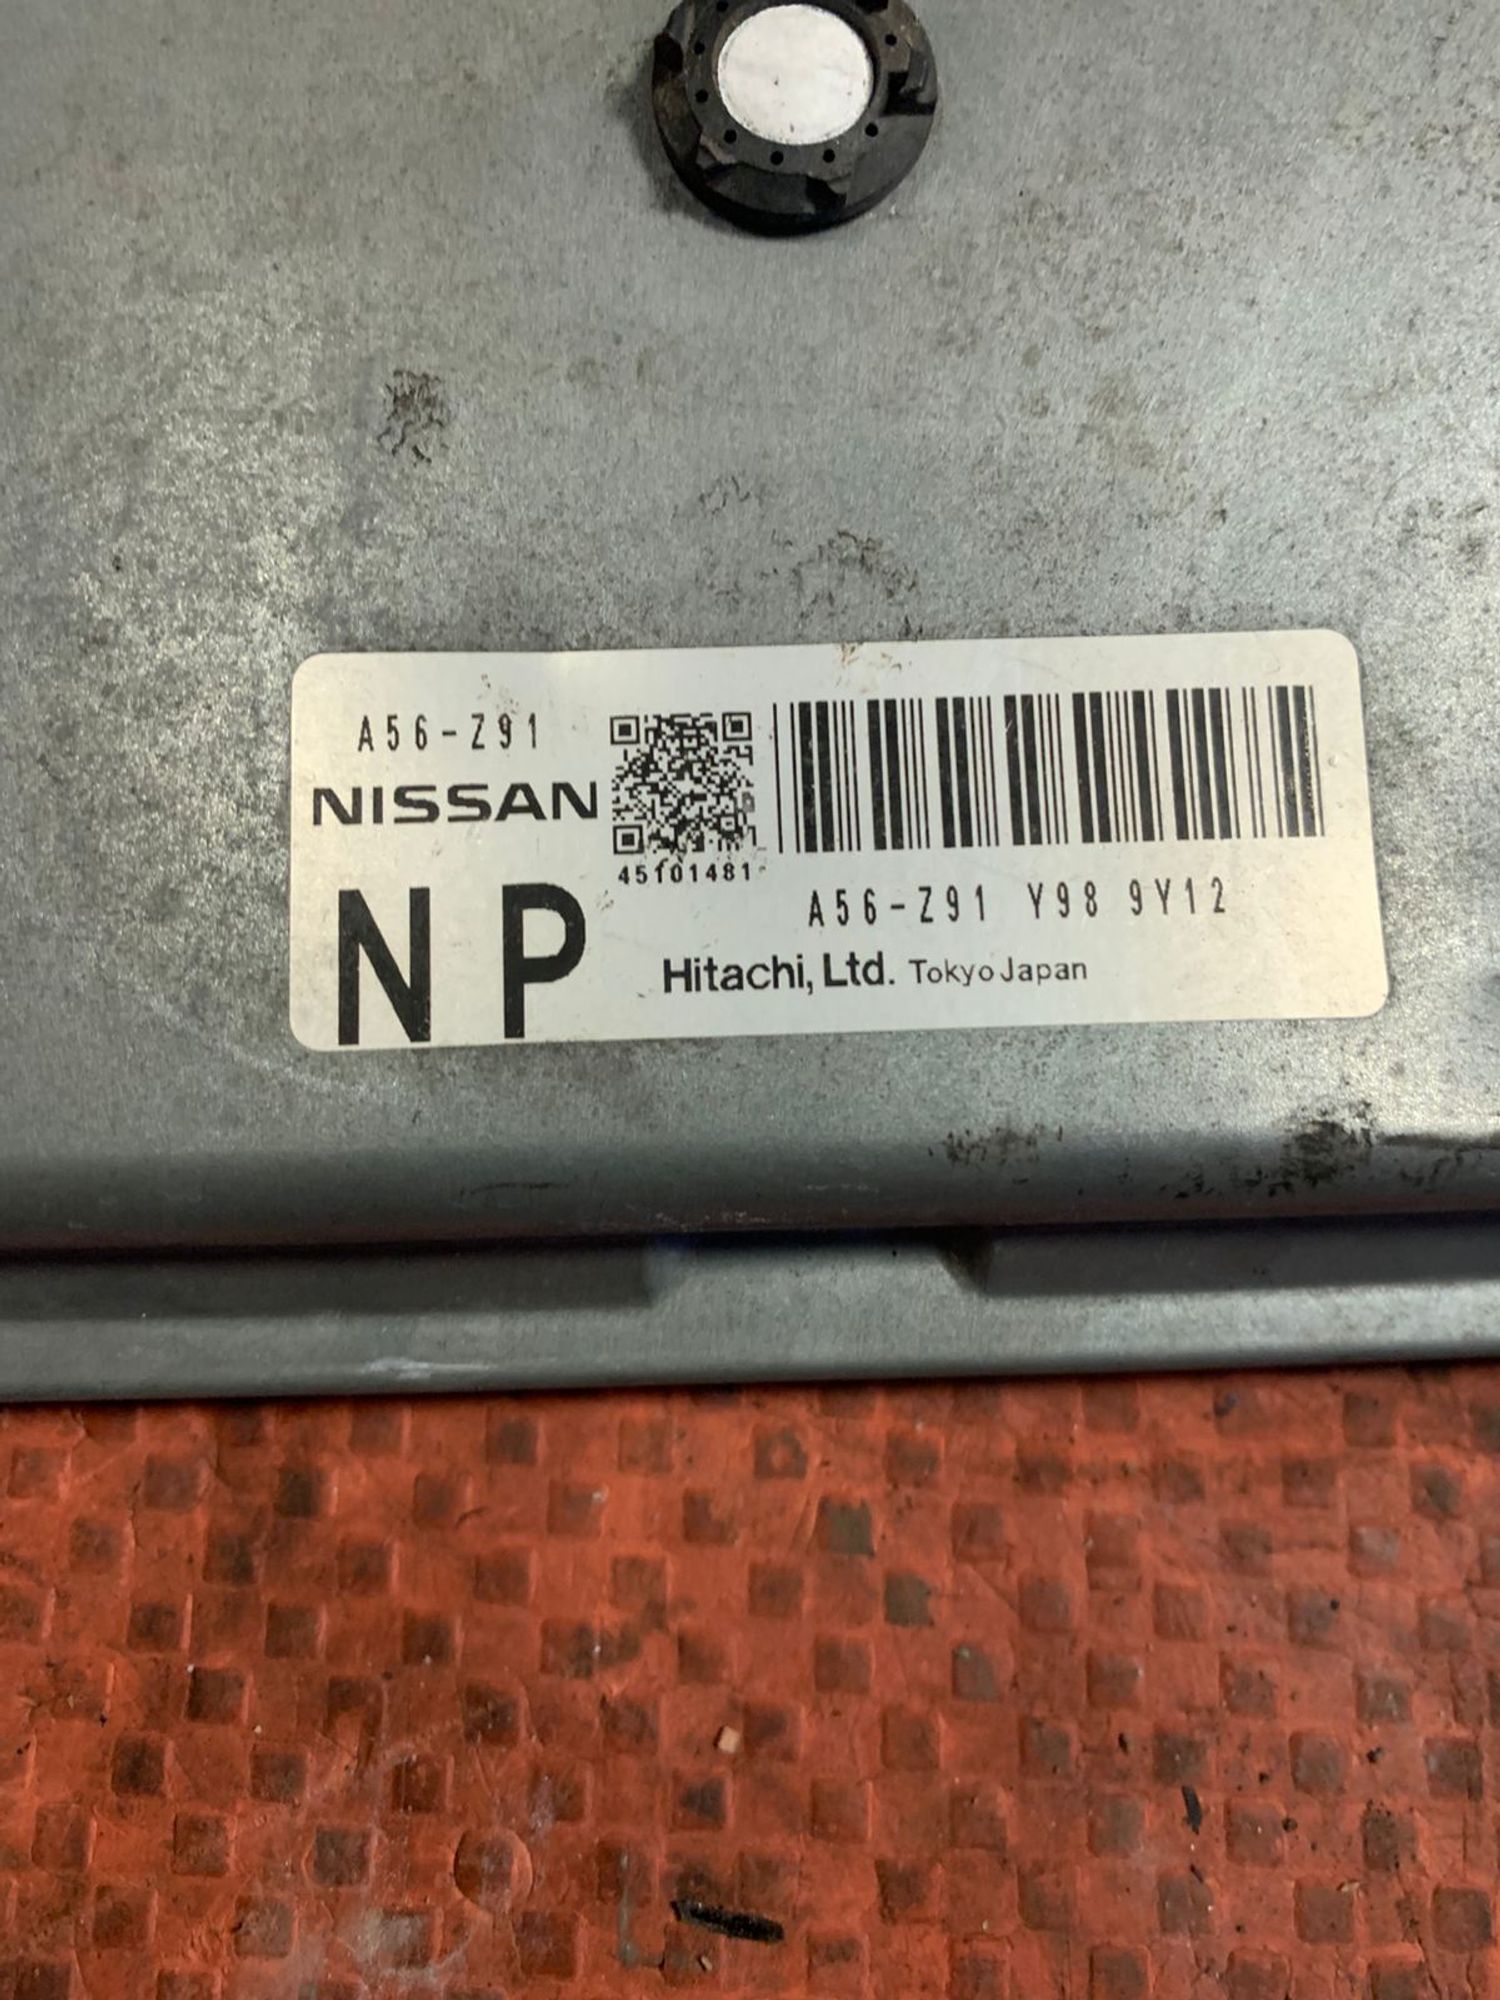 A56-Z91
NISSAN
NP
45101481
A56-Z91 Y98 9Y12
Hitachi, Ltd. Tokyo Japan